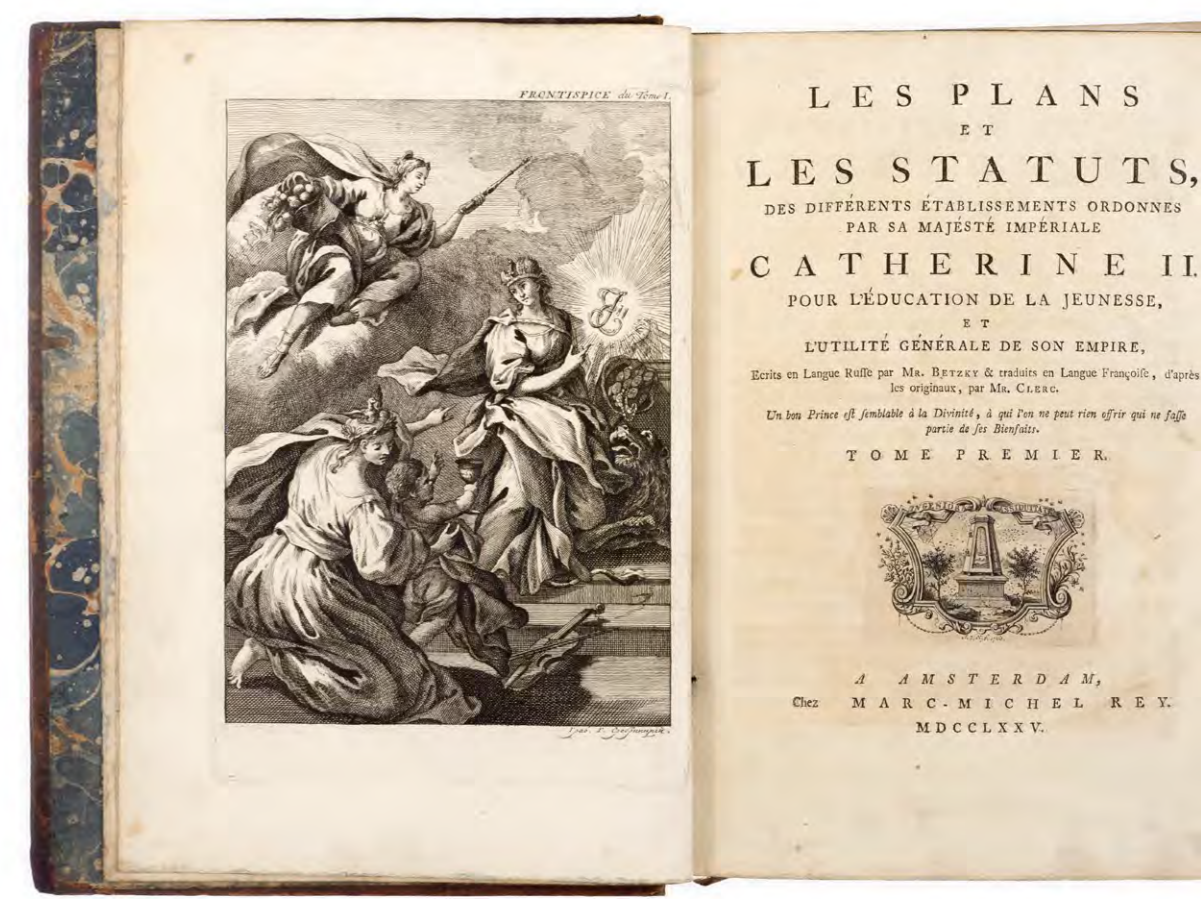 FRONTISPICE du Tome I.
LES PLANS
ET
LES STATUTS,
DES DIFFÉRENTS ÉTABLISSEMENTS ORDONNES
PAR SA MAJÉSTÉ IMPÉRIALE
CATHERINE II.
POUR L'ÉDUCATION DE LA JEUNESSE,
ET
L'UTILITÉ GÉNÉRALE DE SON EMPIRE,
Ecrits en Langue Ruſſe par MR. BETZKY & traduits en Langue Françoiſe, d'après
les originaux, par MR. CLERC.
Un bon Prince eſt ſemblable à la Divinité, à qui l'on ne peut rien offrir qui ne faſſe
partie de ſes Bienfaits.
TOME PREMIER.
A AMSTERDAM,
Chez MARC-MICHEL REY.
MDCCLXXV.